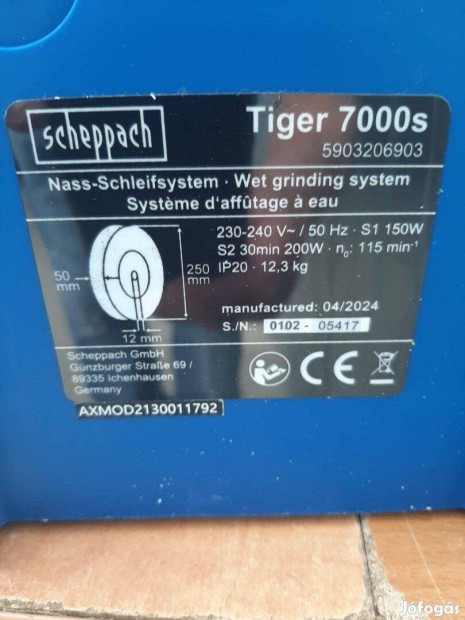 scheppach
Tiger 7000s
5903206903
Nass-Schleifsystem · Wet grinding system
Système d'affûtage à eau
230-240 V~ / 50 Hz · S1 150W
S2 30min 200W · n₀: 115 min⁻¹
IP20 · 12,3 kg
50 mm
250 mm
12 mm
manufactured: 04/2024
S./N.: 0102 - 05417
Scheppach GmbH
Günzburger Straße 69 /
89335 Ichenhausen
Germany
CE
AXMOD2130011792
Jófogás